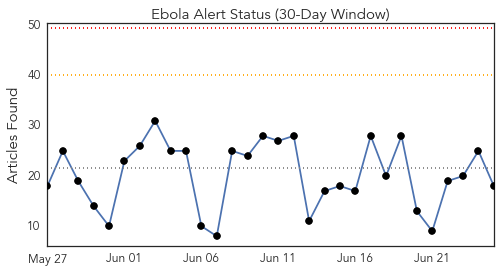 Ebola Alert Status (30-Day Window)
Articles Found
50
40
30
20
10
May 27
Jun 01
Jun 06
Jun 11
Jun 16
Jun 21